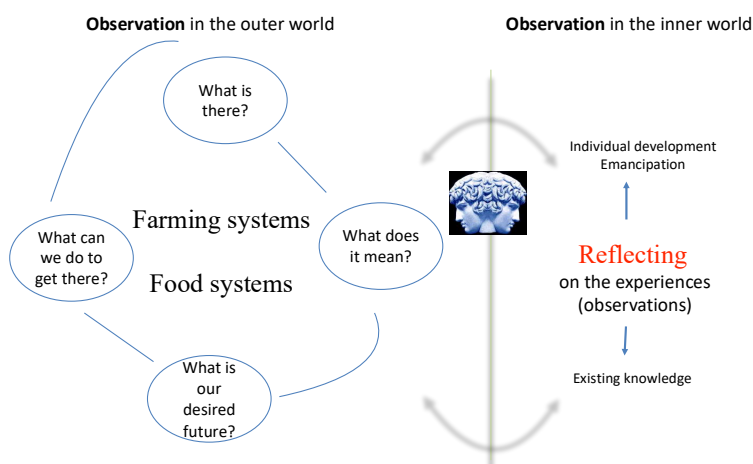 Observation in the outer world
What is
there?
What does
it mean?
What is
our
desired
future?
What can
we do to
get there?
Farming systems
Food systems
Observation in the inner world
Individual development
Emancipation
Reflecting
on the experiences
(observations)
Existing knowledge